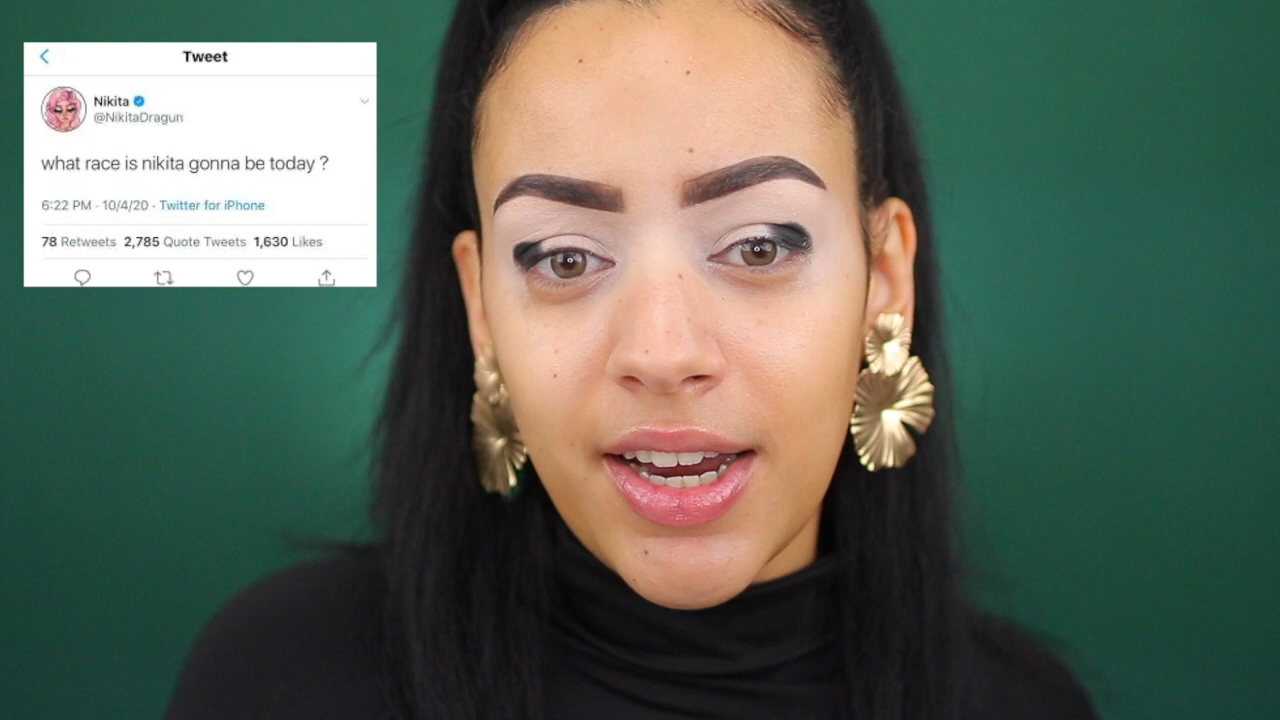 Tweet
Nikita
@NikitaDragun
what race is nikita gonna be today ?
6:22 PM · 10/4/20 · Twitter for iPhone
78 Retweets 2,785 Quote Tweets 1,630 Likes